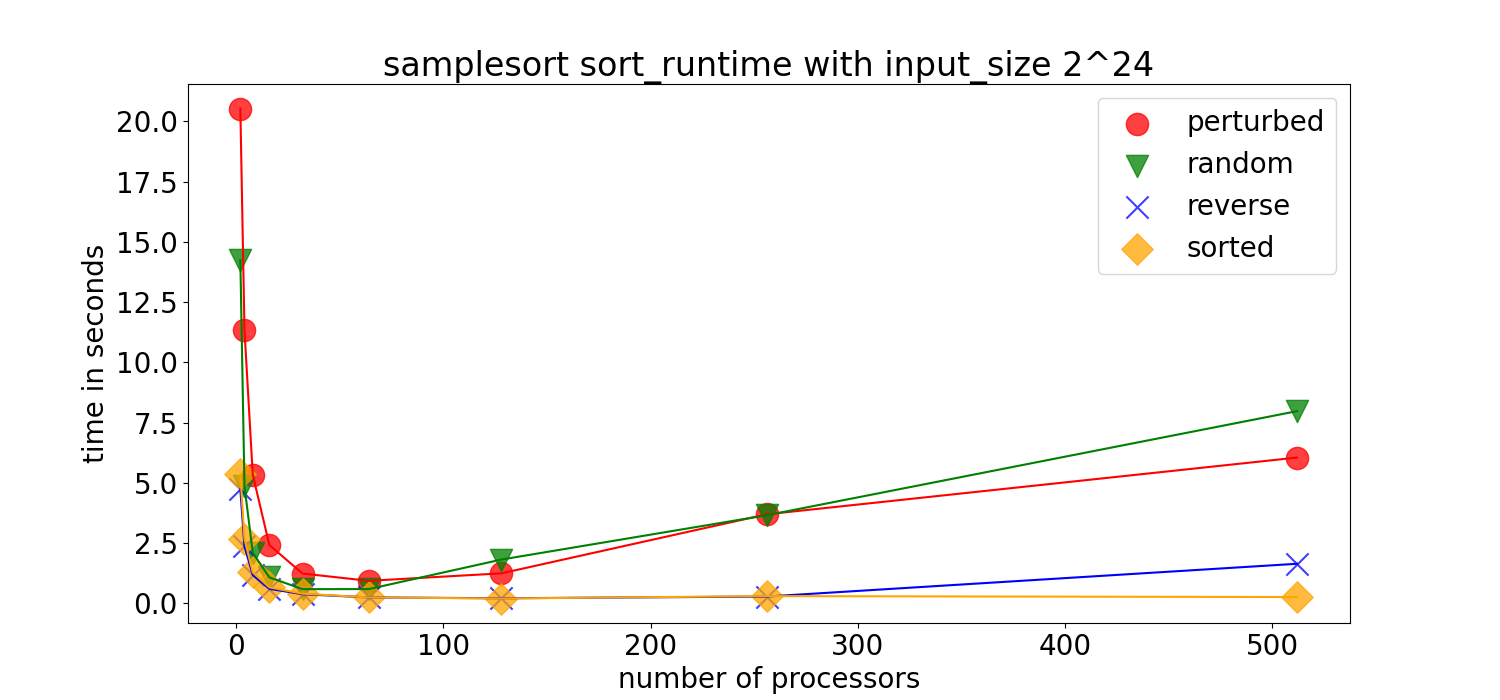 samplesort sort_runtime with input_size 2^24
perturbed
random
reverse
sorted
time in seconds
20.0
17.5
15.0
12.5
10.0
7.5
5.0
2.5
0.0
0 100 200 300 400 500
number of processors